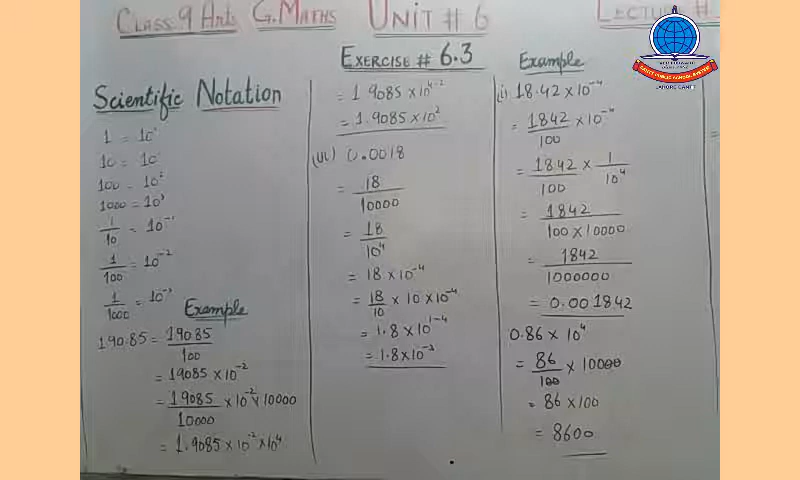 Class 9 Arts G. Maths Unit # 6 Lecture #
Scientific Notation
1 = 10°
10 = 10'
100 = 10²
1000 = 10³
1/10 = 10⁻¹
1/100 = 10⁻²
1/1000 = 10⁻³
Example
190.85 = 19085/100
= 19085 × 10⁻²
= 19085/10000 × 10⁻² × 10000
= 1.9085 × 10⁻² × 10⁴
Exercise # 6.3
= 1.9085 × 10⁴⁻²
= 1.9085 × 10²
0.0018
= 18/10000
= 18/10⁴
= 18 × 10⁻⁴
= 18/10 × 10 × 10⁻⁴
= 1.8 × 10¹⁻⁴
= 1.8 × 10⁻³
Example
(i) 18.42 × 10⁻⁴
= 1842/100 × 10⁻⁴
= 1842/100 × 1/10⁴
= 1842/100 × 10000
= 1842/1000000
= 0.001842
0.86 × 10⁴
= 86/100 × 10000
= 86 × 100
= 8600
LAHORE CANTT